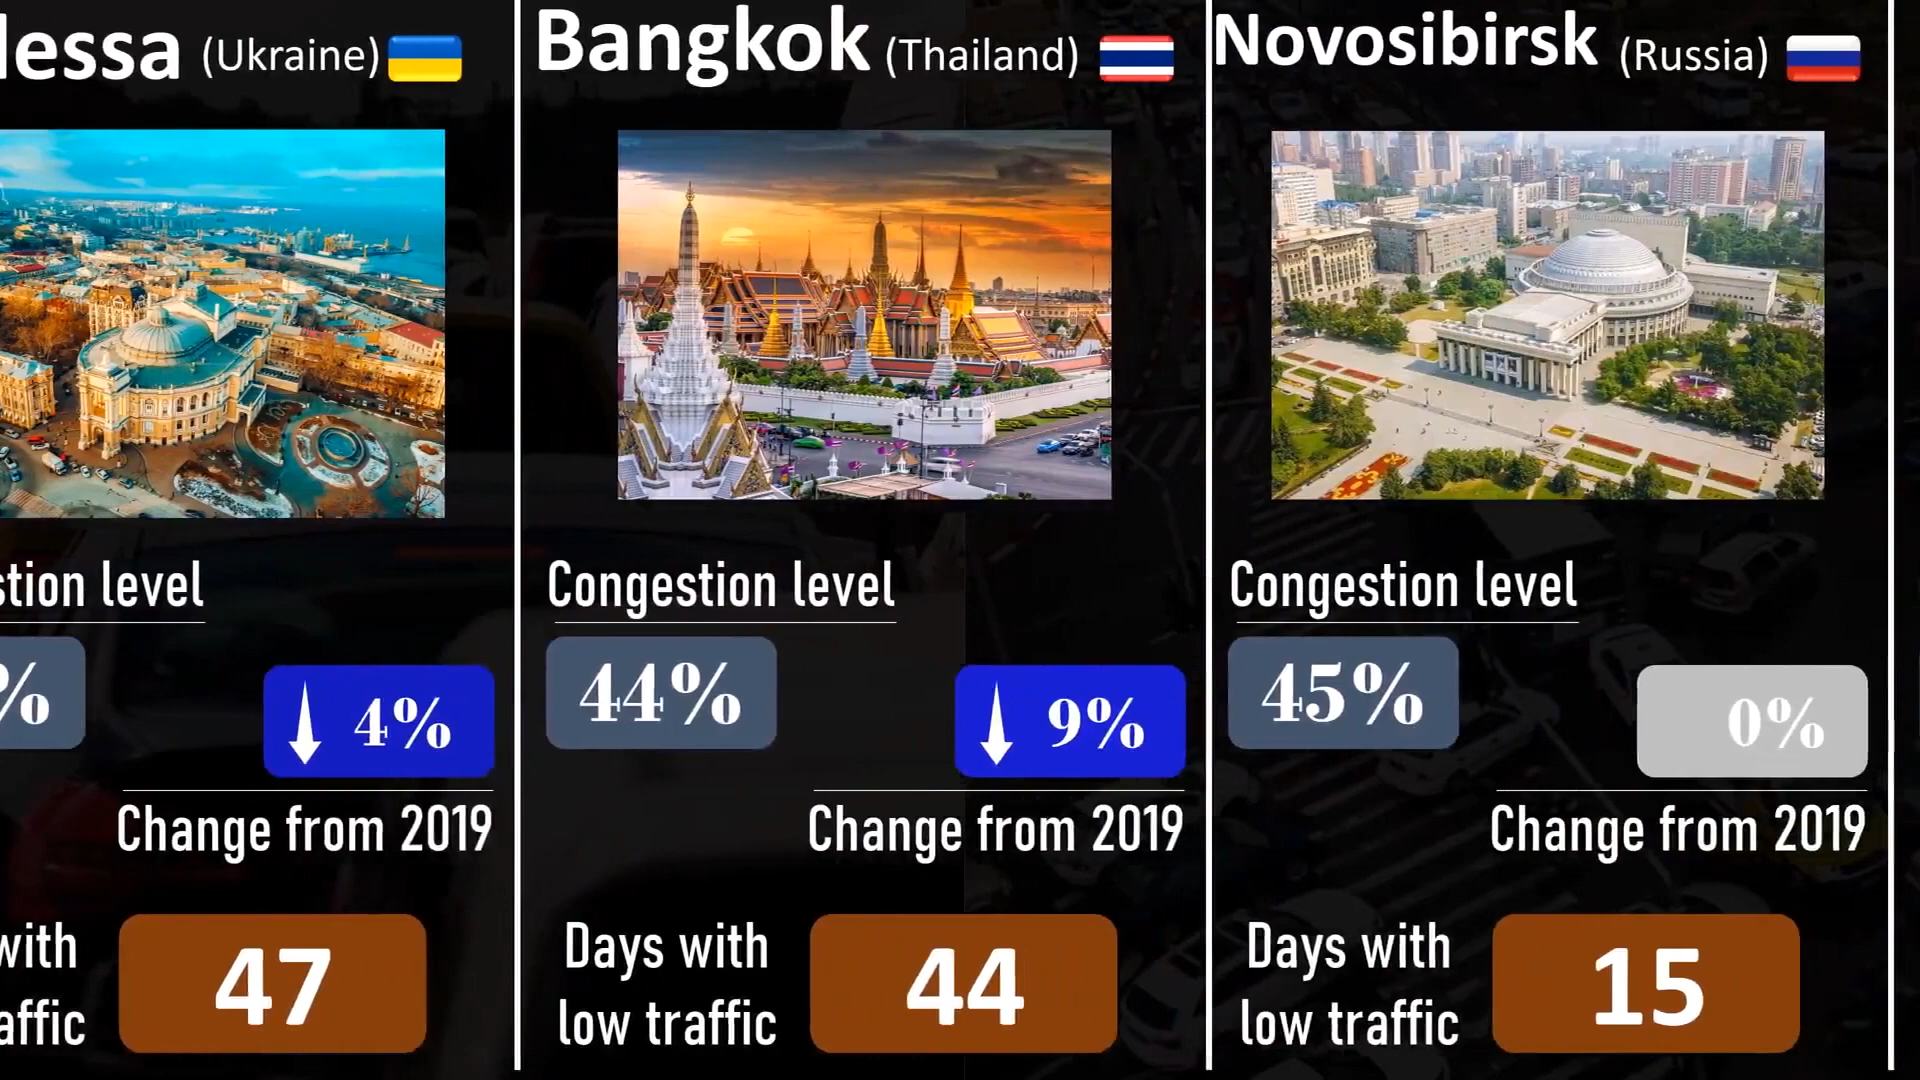 lessa (Ukraine)
stion level
%
4%
Change from 2019
with
affic
47
Bangkok (Thailand)
Congestion level
44%
9%
Change from 2019
Days with
low traffic
44
Novosibirsk (Russia)
Congestion level
45%
0%
Change from 2019
Days with
low traffic
15